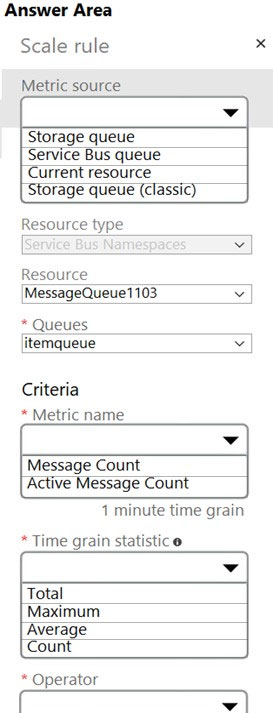 Answer Area
Scale rule
×
Metric source
Storage queue
Service Bus queue
Current resource
Storage queue (classic)
Resource type
Service Bus Namespaces
Resource
MessageQueue1103
* Queues
itemqueue
Criteria
* Metric name
Message Count
Active Message Count
1 minute time grain
* Time grain statistic
Total
Maximum
Average
Count
* Operator